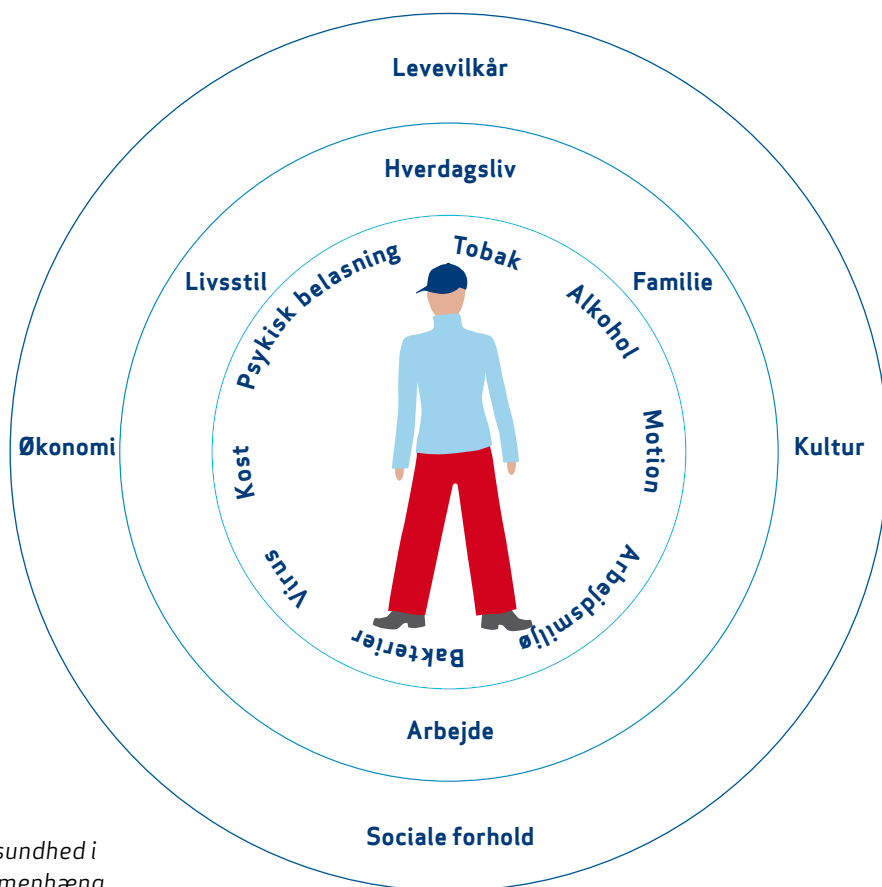 Levevilkår
Hverdagsliv
Livsstil
Familie
Psykisk belasning
Tobak
Alkohol
Motion
Arbejdsmiljø
Bakterier
Virus
Kost
Økonomi
Kultur
Arbejde
Sociale forhold
sundhed i